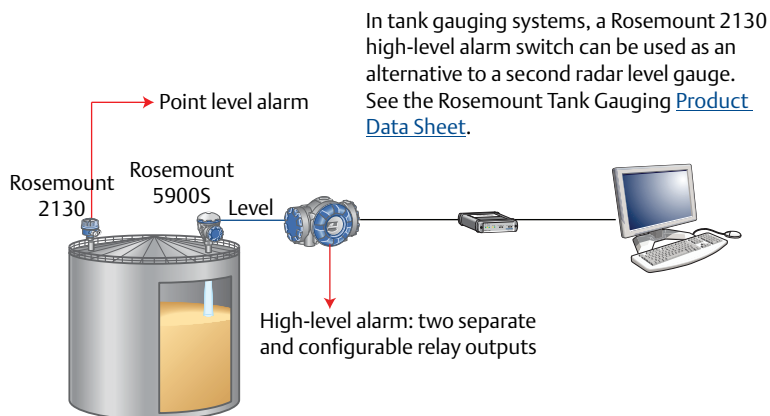 In tank gauging systems, a Rosemount 2130
high-level alarm switch can be used as an
alternative to a second radar level gauge.
See the Rosemount Tank Gauging Product
Data Sheet.
Point level alarm
Rosemount
2130
Rosemount
5900S
Level
High-level alarm: two separate
and configurable relay outputs